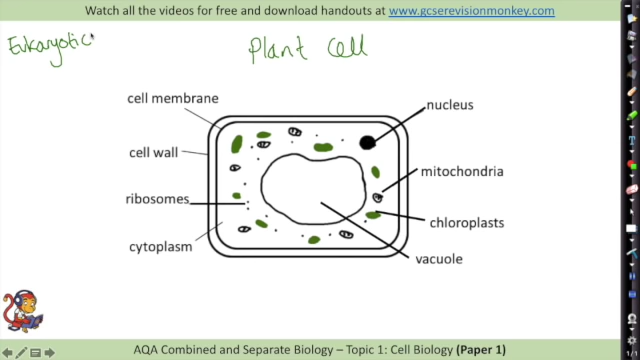 Watch all the videos for free and download handouts at www.gcserevisionmonkey.com
Eukaryotic
Plant Cell
cell membrane
nucleus
cell wall
mitochondria
ribosomes
chloroplasts
cytoplasm
vacuole
AQA Combined and Separate Biology – Topic 1: Cell Biology (Paper 1)